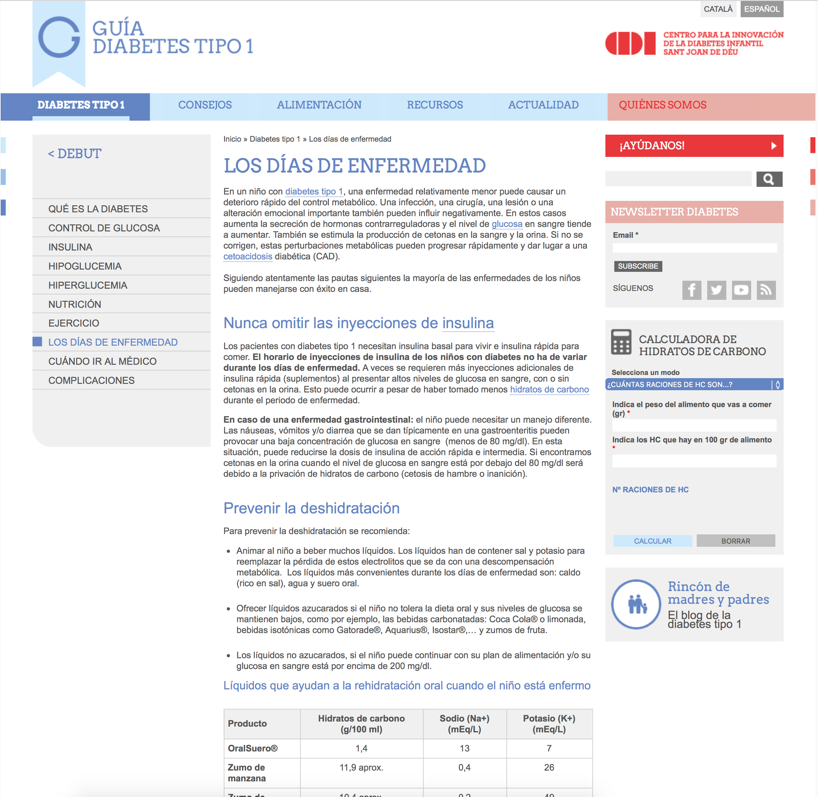 CATALÀ ESPAÑOL
GUÍA
DIABETES TIPO 1
CENTRO PARA LA INNOVACIÓN
DE LA DIABETES INFANTIL
SANT JOAN DE DÉU
DIABETES TIPO 1 CONSEJOS ALIMENTACIÓN RECURSOS ACTUALIDAD QUIÉNES SOMOS
< DEBUT
QUÉ ES LA DIABETES
CONTROL DE GLUCOSA
INSULINA
HIPOGLUCEMIA
HIPERGLUCEMIA
NUTRICIÓN
EJERCICIO
LOS DÍAS DE ENFERMEDAD
CUÁNDO IR AL MÉDICO
COMPLICACIONES
Inicio » Diabetes tipo 1 » Los días de enfermedad
LOS DÍAS DE ENFERMEDAD
En un niño con diabetes tipo 1, una enfermedad relativamente menor puede causar un
deterioro rápido del control metabólico. Una infección, una cirugía, una lesión o una
alteración emocional importante también pueden influir negativamente. En estos casos
aumenta la secreción de hormonas contrarreguladoras y el nivel de glucosa en sangre tiende
a aumentar. También se estimula la producción de cetonas en la sangre y la orina. Si no se
corrigen, estas perturbaciones metabólicas pueden progresar rápidamente y dar lugar a una
cetoacidosis diabética (CAD).
Siguiendo atentamente las pautas siguientes la mayoría de las enfermedades de los niños
pueden manejarse con éxito en casa.
Nunca omitir las inyecciones de insulina
Los pacientes con diabetes tipo 1 necesitan insulina basal para vivir e insulina rápida para
comer. El horario de inyecciones de insulina de los niños con diabetes no ha de variar
durante los días de enfermedad. A veces se requieren más inyecciones adicionales de
insulina rápida (suplementos) al presentar altos niveles de glucosa en sangre, con o sin
cetonas en la orina. Esto puede ocurrir a pesar de haber tomado menos hidratos de carbono
durante el periodo de enfermedad.
En caso de una enfermedad gastrointestinal: el niño puede necesitar un manejo diferente.
Las náuseas, vómitos y/o diarrea que se dan típicamente en una gastroenteritis pueden
provocar una baja concentración de glucosa en sangre (menos de 80 mg/dl). En esta
situación, puede reducirse la dosis de insulina de acción rápida e intermedia. Si encontramos
cetonas en la orina cuando el nivel de glucosa en sangre está por debajo del 80 mg/dl será
debido a la privación de hidratos de carbono (cetosis de hambre o inanición).
Prevenir la deshidratación
Para prevenir la deshidratación se recomienda:
• Animar al niño a beber muchos líquidos. Los líquidos han de contener sal y potasio para
reemplazar la pérdida de estos electrolitos que se da con una descompensación
metabólica. Los líquidos más convenientes durante los días de enfermedad son: caldo
(rico en sal), agua y suero oral.
• Ofrecer líquidos azucarados si el niño no tolera la dieta oral y sus niveles de glucosa se
mantienen bajos, como por ejemplo, las bebidas carbonatadas: Coca Cola® o limonada,
bebidas isotónicas como Gatorade®, Aquarius®, Isostar®,… y zumos de fruta.
• Los líquidos no azucarados, si el niño puede continuar con su plan de alimentación y/o su
glucosa en sangre está por encima de 200 mg/dl.
Líquidos que ayudan a la rehidratación oral cuando el niño está enfermo
Producto Hidratos de carbono (g/100 ml) Sodio (Na+) (mEq/L) Potasio (K+) (mEq/L)
OralSuero® 1,4 13 7
Zumo de manzana 11,9 aprox. 0,4 26
¡AYÚDANOS!
NEWSLETTER DIABETES
Email *
SUBSCRIBE
SÍGUENOS
CALCULADORA DE
HIDRATOS DE CARBONO
Selecciona un modo
¿CUÁNTAS RACIONES DE HC SON...?
Indica el peso del alimento que vas a comer
(gr) *
Indica los HC que hay en 100 gr de alimento
*
Nº RACIONES DE HC
CALCULAR BORRAR
Rincón de
madres y padres
El blog de la
diabetes tipo 1